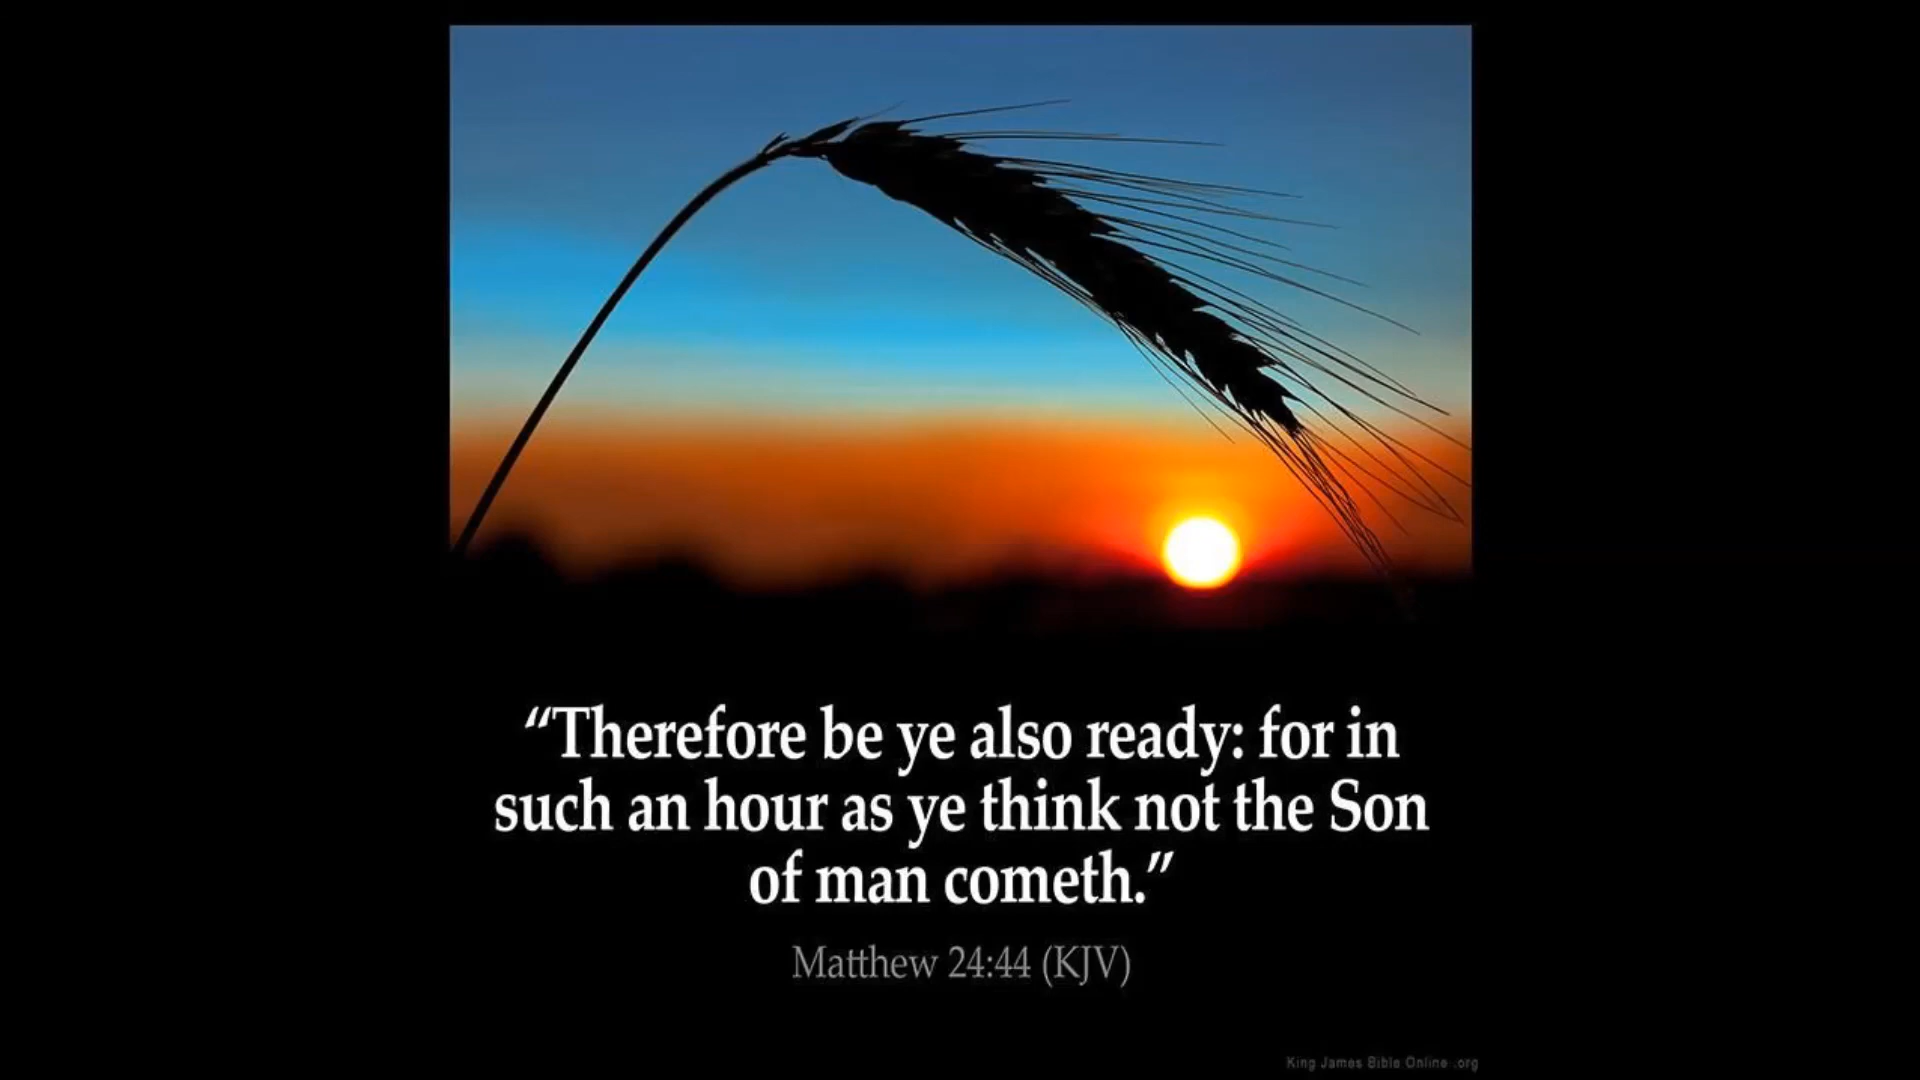 “Therefore be ye also ready: for in
such an hour as ye think not the Son
of man cometh.”
Matthew 24:44 (KJV)
King James Bible Online .org